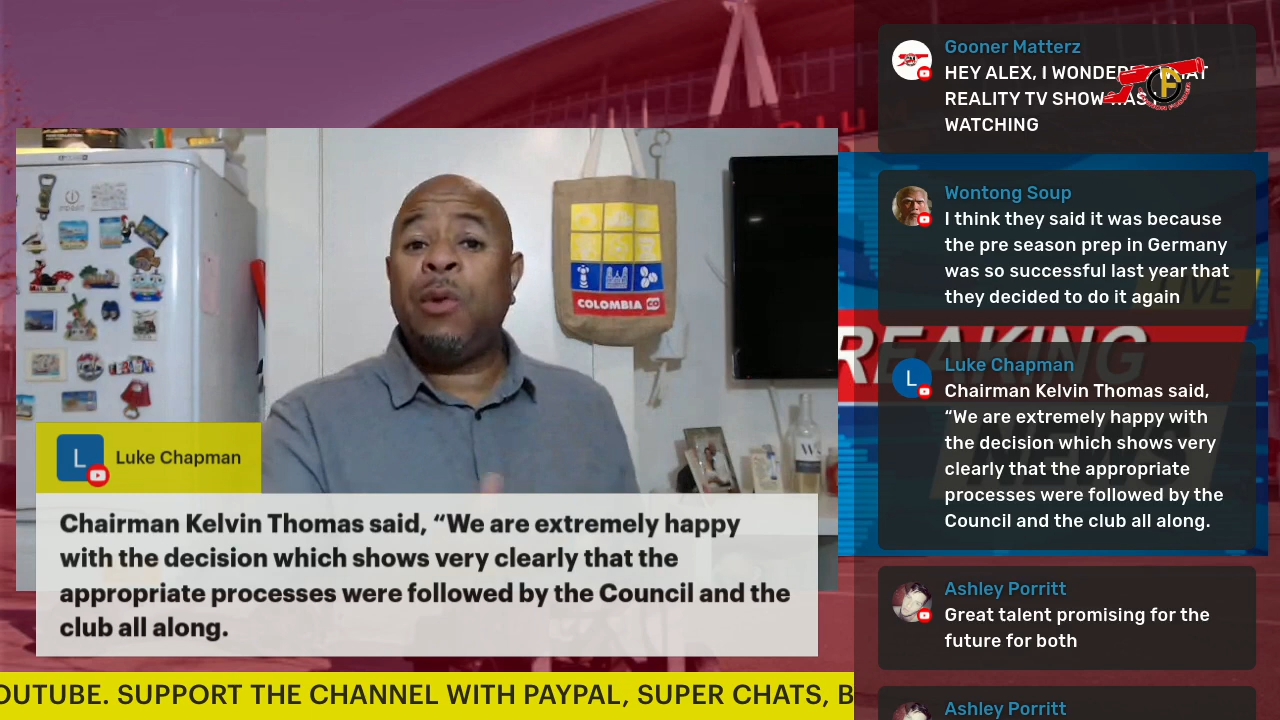 Gooner Matterz
HEY ALEX, I
REALITY TV SHOW
WATCHING
Wontong Soup
I think they said it was because
the pre season prep in Germany
was so successful last year that
they decided to do it again
LIVE
REAKING
L
Luke Chapman
Chairman Kelvin Thomas said,
“We are extremely happy with
the decision which shows very
clearly that the appropriate
processes were followed by the
Council and the club all along.
Ashley Porritt
Great talent promising for the
future for both
Ashley Porritt
COLOMBIA CO
L
Luke Chapman
Chairman Kelvin Thomas said, “We are extremely happy
with the decision which shows very clearly that the
appropriate processes were followed by the Council and the
club all along.
OUTUBE. SUPPORT THE CHANNEL WITH PAYPAL, SUPER CHATS, B